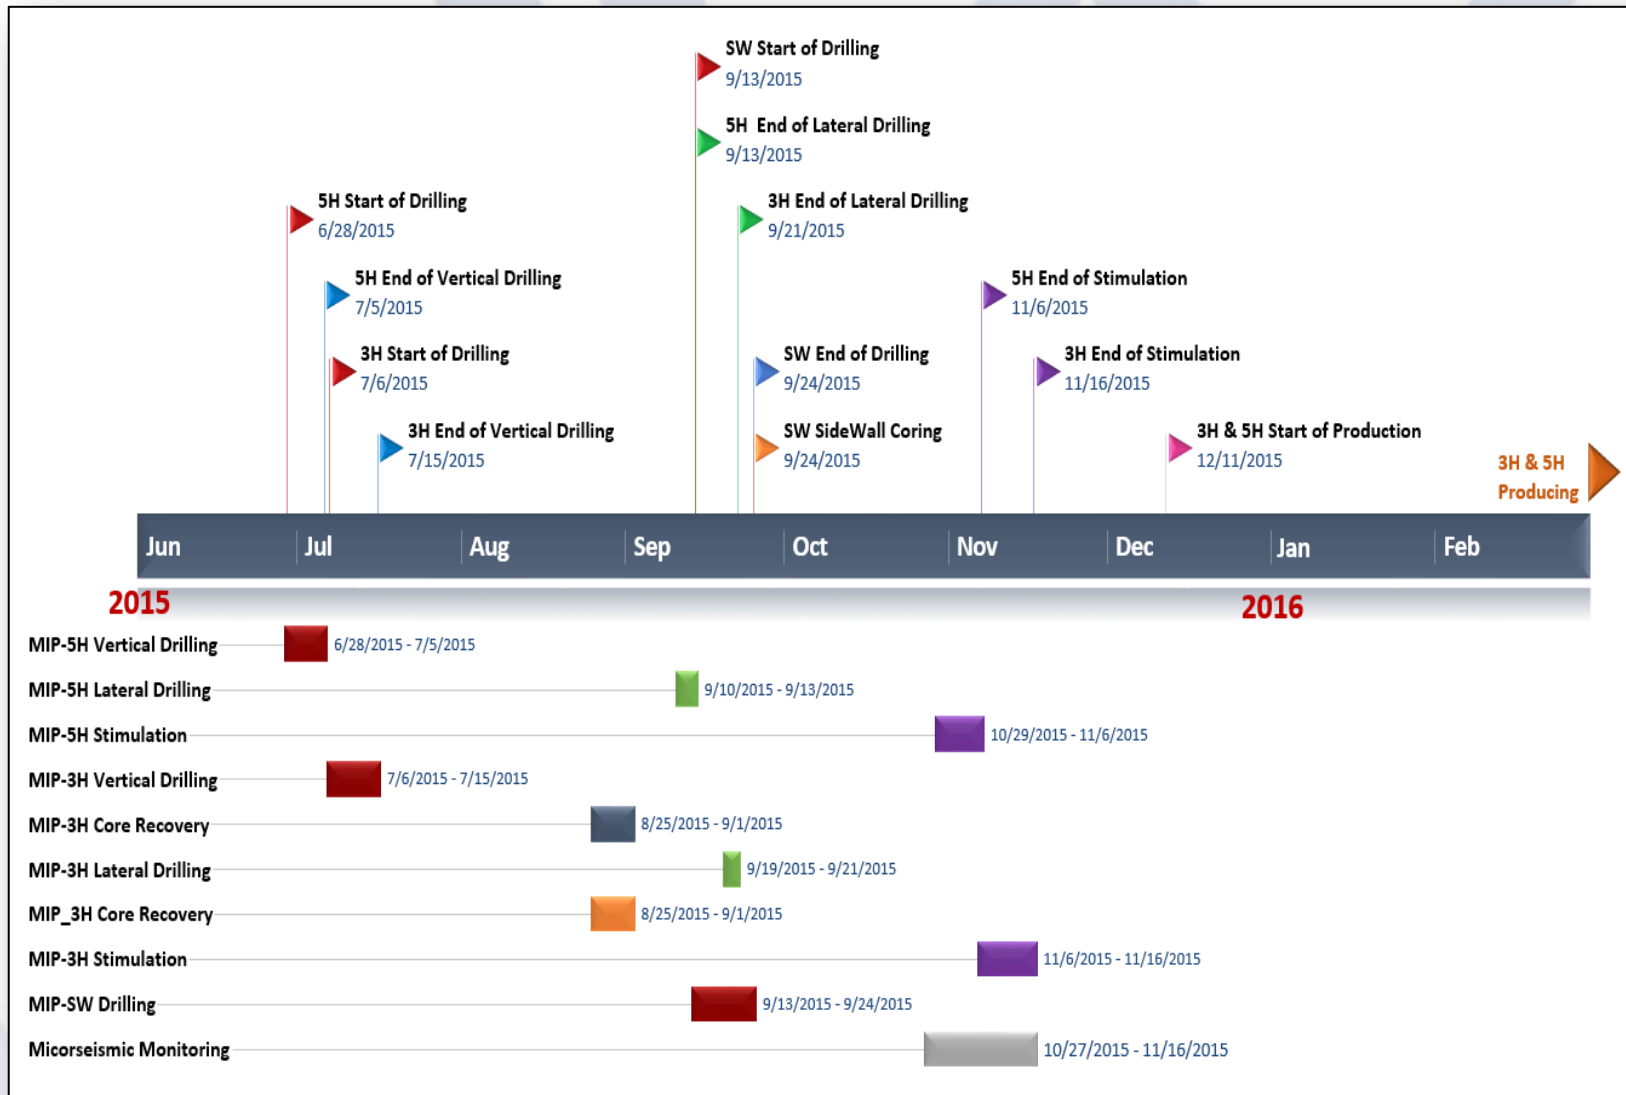 SW Start of Drilling
9/13/2015
5H  End of Lateral Drilling
9/13/2015
5H Start of Drilling
6/28/2015
3H End of Lateral Drilling
9/21/2015
5H End of Vertical Drilling
7/5/2015
5H End of Stimulation
11/6/2015
3H Start of Drilling
7/6/2015
SW End of Drilling
9/24/2015
3H End of Stimulation
11/16/2015
3H End of Vertical Drilling
7/15/2015
SW SideWall Coring
9/24/2015
3H & 5H Start of Production
12/11/2015
3H & 5H
Producing
Jun Jul Aug Sep Oct Nov Dec Jan Feb
2015 2016
MIP-5H Vertical Drilling 6/28/2015 - 7/5/2015
MIP-5H Lateral Drilling 9/10/2015 - 9/13/2015
MIP-5H Stimulation 10/29/2015 - 11/6/2015
MIP-3H Vertical Drilling 7/6/2015 - 7/15/2015
MIP-3H Core Recovery 8/25/2015 - 9/1/2015
MIP-3H Lateral Drilling 9/19/2015 - 9/21/2015
MIP_3H Core Recovery 8/25/2015 - 9/1/2015
MIP-3H Stimulation 11/6/2015 - 11/16/2015
MIP-SW Drilling 9/13/2015 - 9/24/2015
Micorseismic Monitoring 10/27/2015 - 11/16/2015